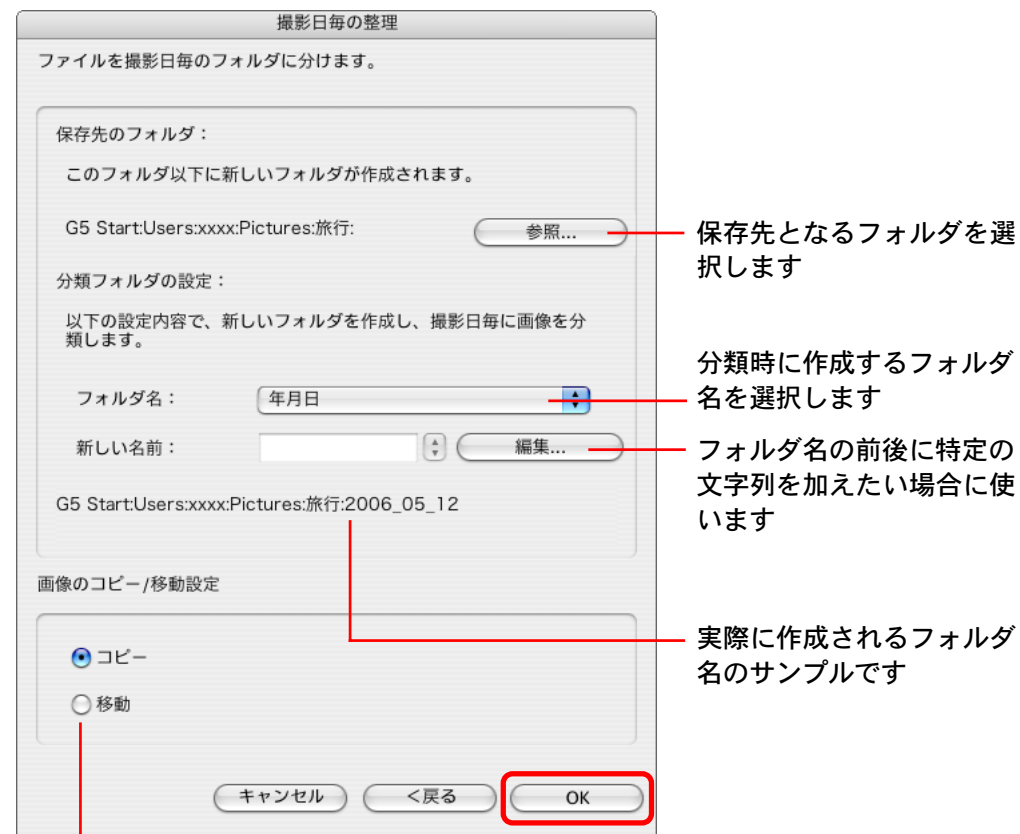 撮影日毎の整理
ファイルを撮影日毎のフォルダに分けます。
保存先のフォルダ：
このフォルダ以下に新しいフォルダが作成されます。
G5 Start:Users:xxxx:Pictures:旅行:
参照...
保存先となるフォルダを選
択します
分類フォルダの設定：
以下の設定内容で、新しいフォルダを作成し、撮影日毎に画像を分
類します。
フォルダ名：
年月日
分類時に作成するフォルダ
名を選択します
新しい名前：
編集...
フォルダ名の前後に特定の
文字列を加えたい場合に使
います
G5 Start:Users:xxxx:Pictures:旅行:2006_05_12
実際に作成されるフォルダ
名のサンプルです
画像のコピー/移動設定
コピー
移動
キャンセル
<戻る
OK